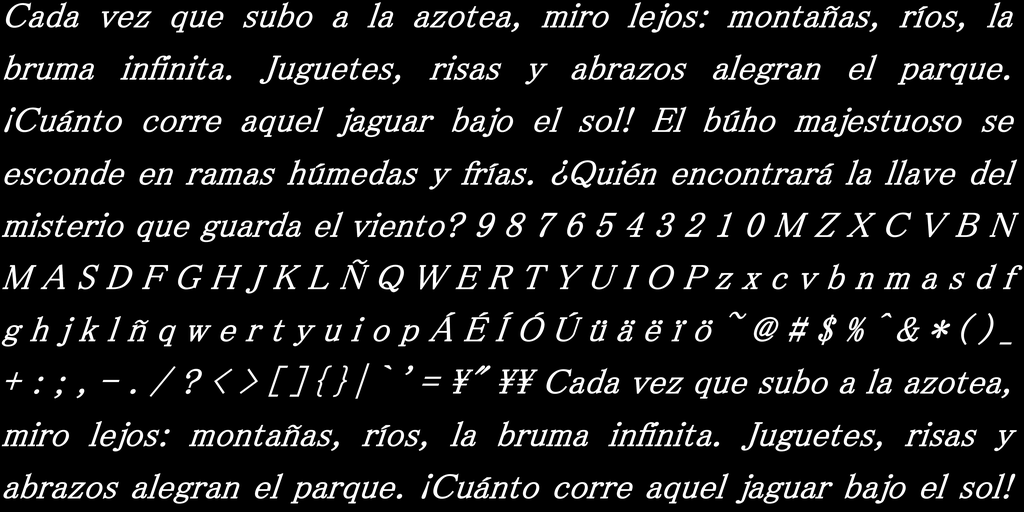 Cada vez que subo a la azotea, miro lejos: montañas, ríos, la
bruma infinita. Juguetes, risas y abrazos alegran el parque.
¡Cuánto corre aquel jaguar bajo el sol! El búho majestuoso se
esconde en ramas húmedas y frías. ¿Quién encontrará la llave del
misterio que guarda el viento? 9 8 7 6 5 4 3 2 1 0 M Z X C V B N
M A S D F G H J K L Ñ Q W E R T Y U I O P z x c v b n m a s d f
g h j k l ñ q w e r t y u i o p Á É Í Ó Ú ü ä ë ï ö ~ @ # $ % ^ & * ( ) _
+ : ; , - . / ? < > [ ] { } | ` ' = ¥" ¥¥ Cada vez que subo a la azotea,
miro lejos: montañas, ríos, la bruma infinita. Juguetes, risas y
abrazos alegran el parque. ¡Cuánto corre aquel jaguar bajo el sol!